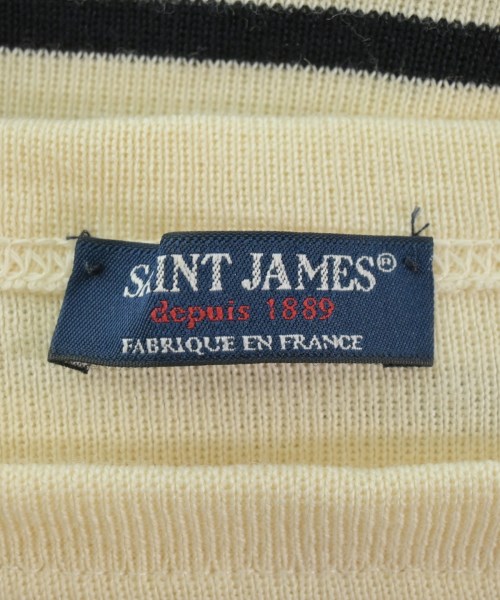 SAINT JAMES®
depuis 1889
FABRIQUE EN FRANCE